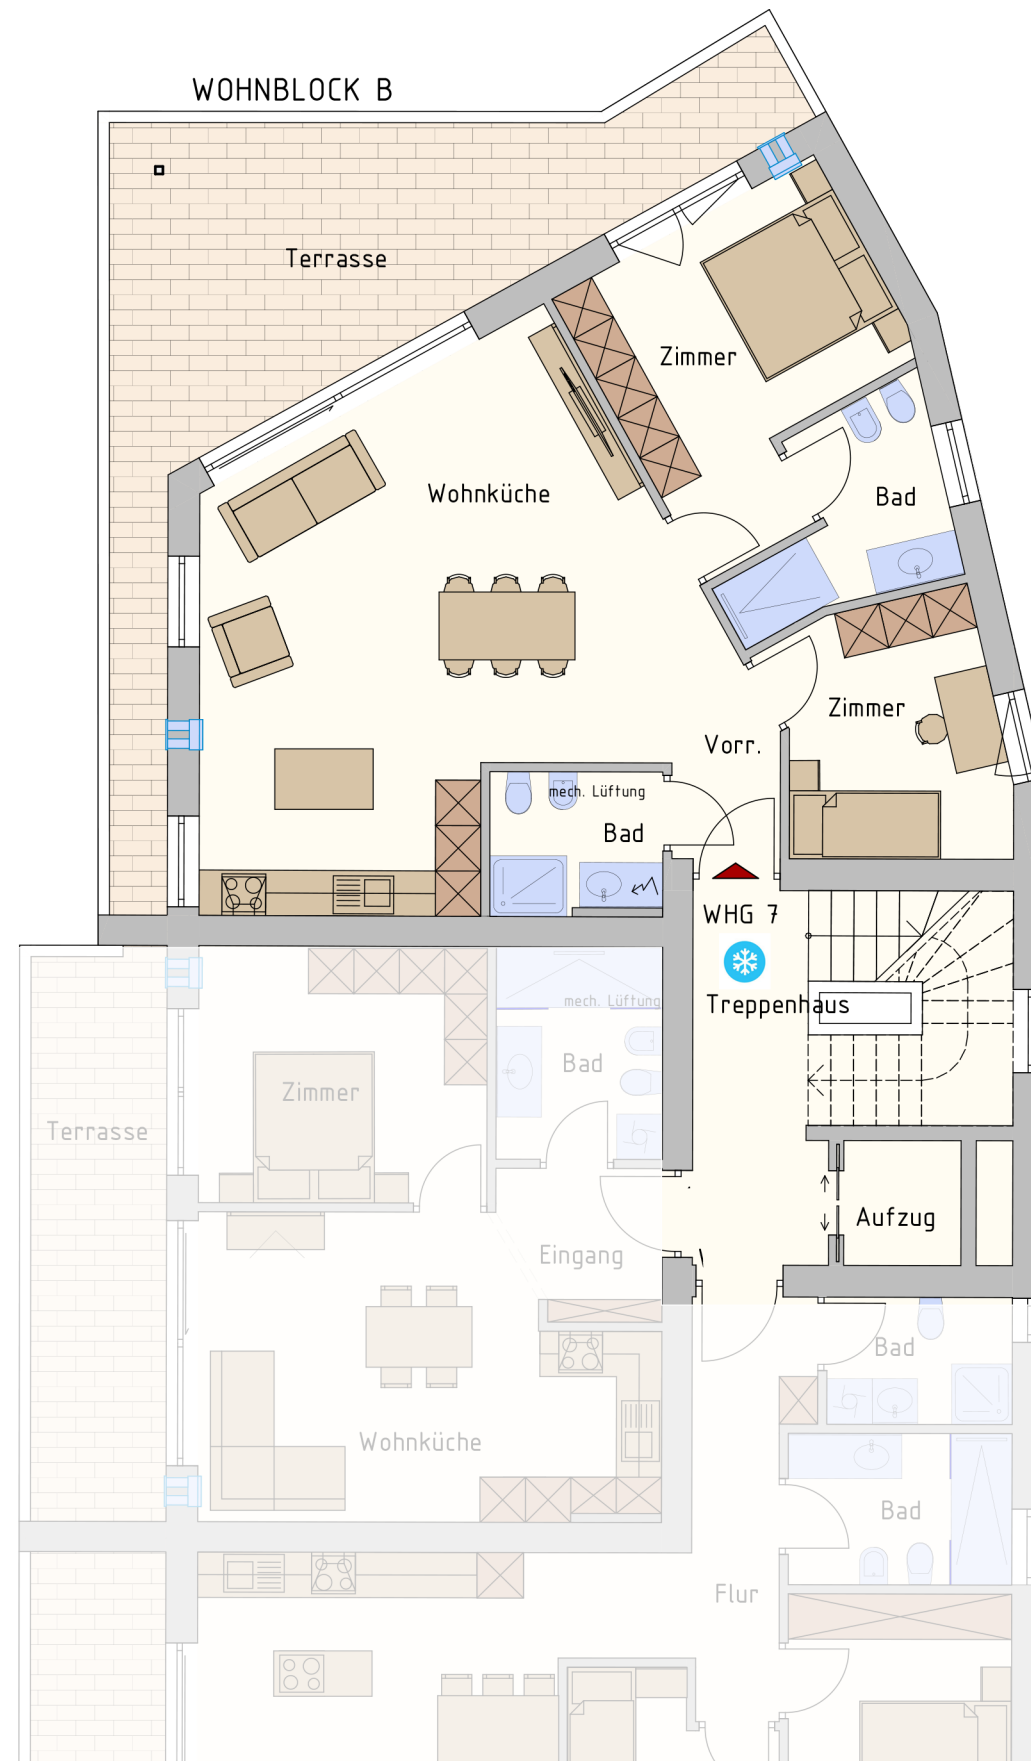 WOHNBLOCK B
Terrasse
Zimmer
Wohnküche
Bad
Zimmer
Vorr.
mech. Lüftung
Bad
WHG 7
Treppenhaus
mech. Lüftung
Bad
Zimmer
Terrasse
Aufzug
Eingang
Bad
Wohnküche
Bad
Flur